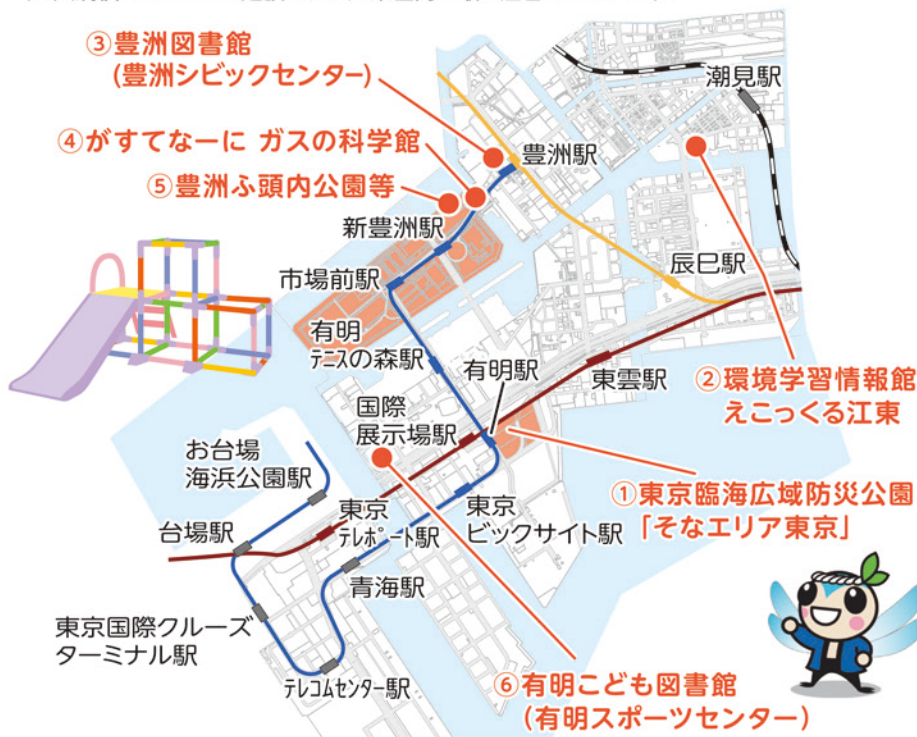 ③豊洲図書館
(豊洲シビックセンター)
潮見駅
④がすてなーに ガスの科学館
豊洲駅
⑤豊洲ふ頭内公園等
新豊洲駅
辰巳駅
市場前駅
有明
テニスの森駅
有明駅
東雲駅
②環境学習情報館
えこっくる江東
国際
展示場駅
お台場
海浜公園駅
①東京臨海広域防災公園
「そなエリア東京」
台場駅
東京
テレポート駅
東京
ビックサイト駅
青海駅
東京国際クルーズ
ターミナル駅
テレコムセンター駅
⑥有明こども図書館
(有明スポーツセンター)